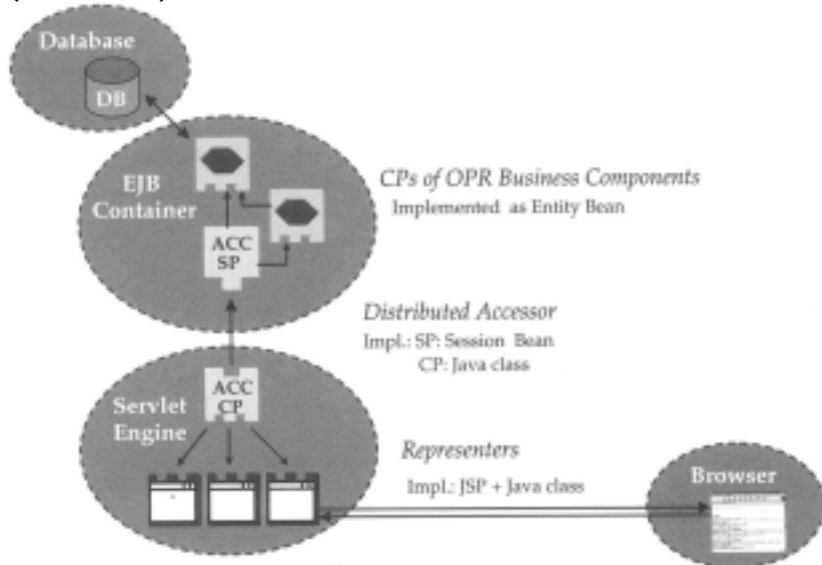 Database
DB
EJB
Container
CPs of OPR Business Components
Implemented as Entity Bean
ACC
SP
Distributed Accessor
Impl.: SP: Session Bean
CP: Java class
ACC
CP
Servlet
Engine
Representers
Impl.: JSP + Java class
Browser